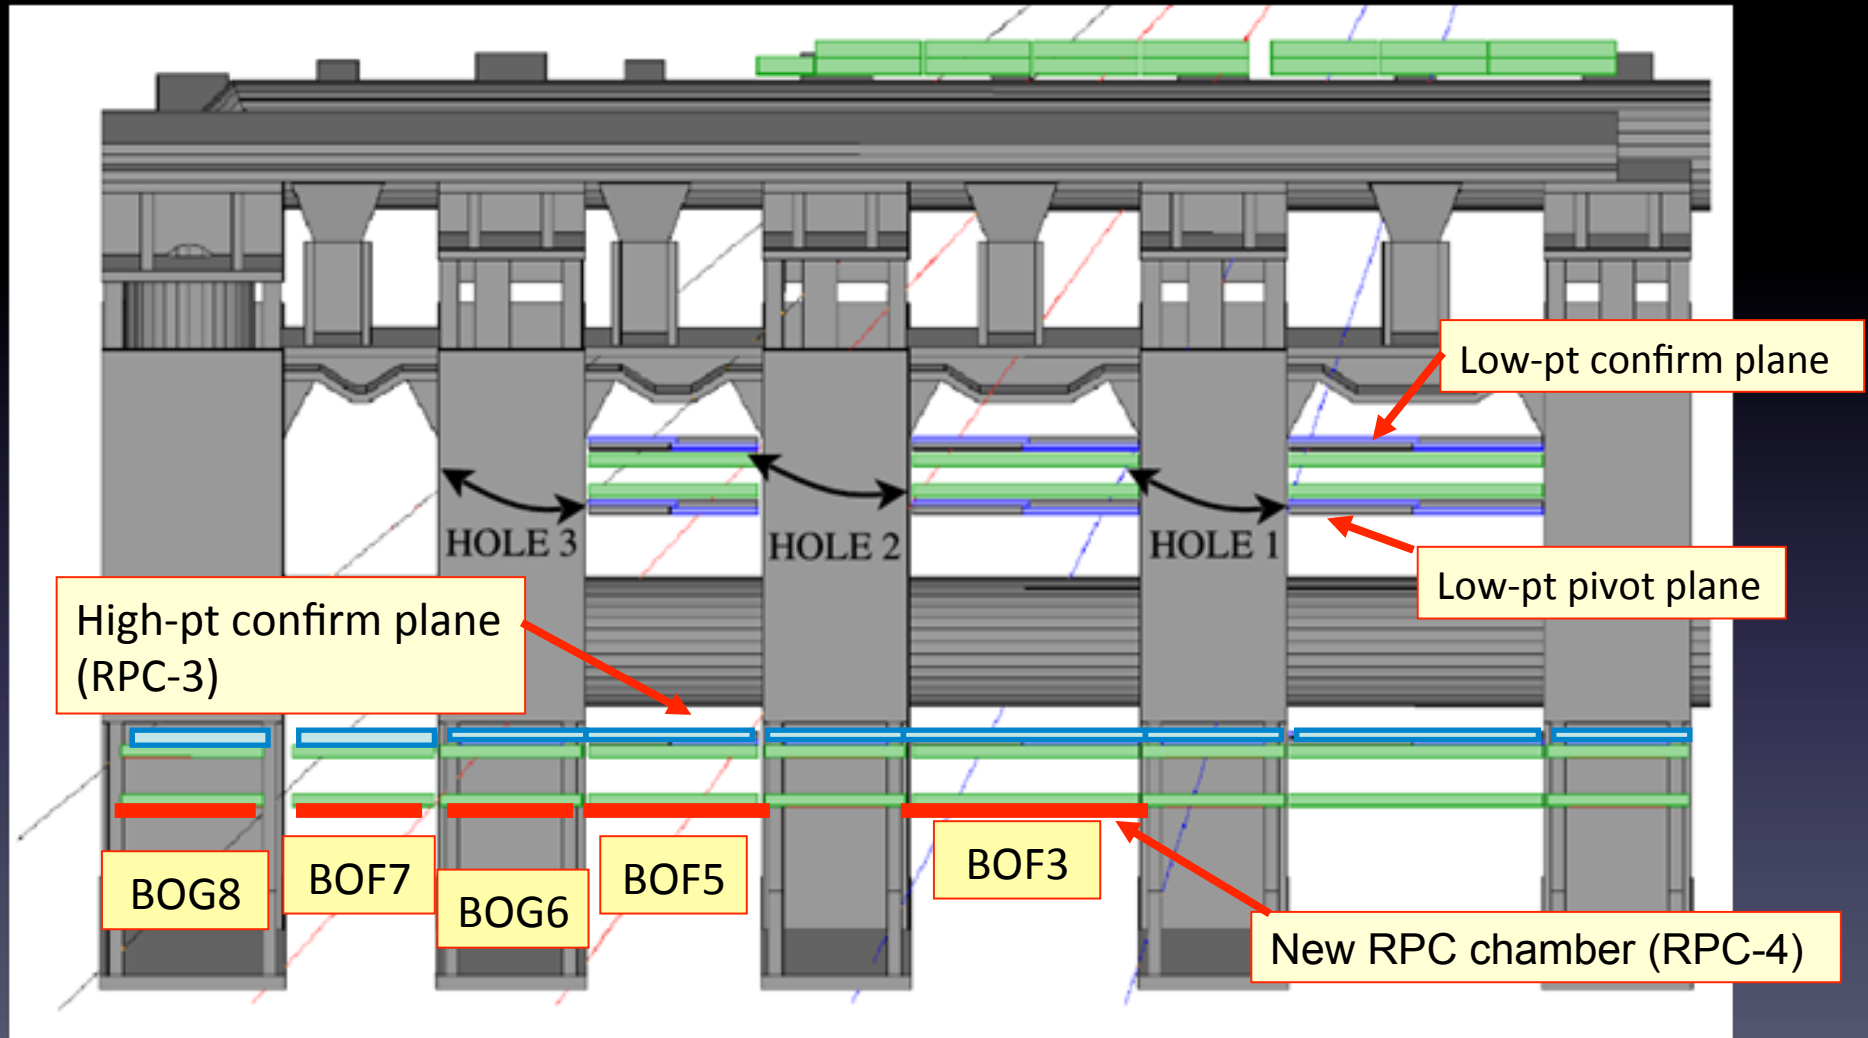 Low-pt confirm plane
HOLE 3
HOLE 2
HOLE 1
Low-pt pivot plane
High-pt confirm plane
(RPC-3)
BOG8
BOF7
BOG6
BOF5
BOF3
New RPC chamber (RPC-4)